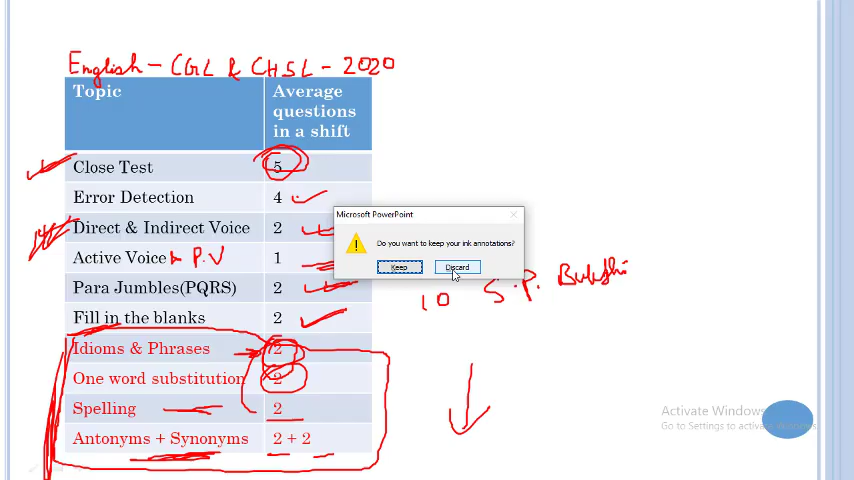 English - CGL & CHSL - 2020
Topic Average questions in a shift
Close Test 5
Error Detection 4
Direct & Indirect Voice 2
Active Voice & P.V 1
Para Jumbles(PQRS) 2
Fill in the blanks 2
Idioms & Phrases 2
One word substitution 2
Spelling 2
Antonyms + Synonyms 2 + 2
Microsoft PowerPoint
Do you want to keep your ink annotations?
Keep Discard
10 S.P.
Activate Windows
Go to Settings to activate Windows